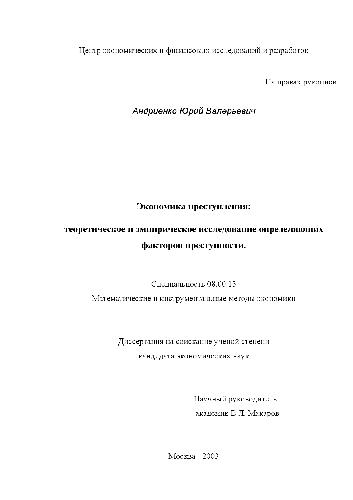 Центр экономических и финансовых исследований и разработок
На правах рукописи
Андриенко Юрий Валерьевич
Экономика преступления:
теоретическое и эмпирическое исследование определяющих
факторов преступности.
Специальность 08.00.13
Математические и инструментальные методы экономики
Диссертация на соискание ученой степени
кандидата экономических наук
Научный руководитель
академик В.Л. Макаров
Москва - 2003